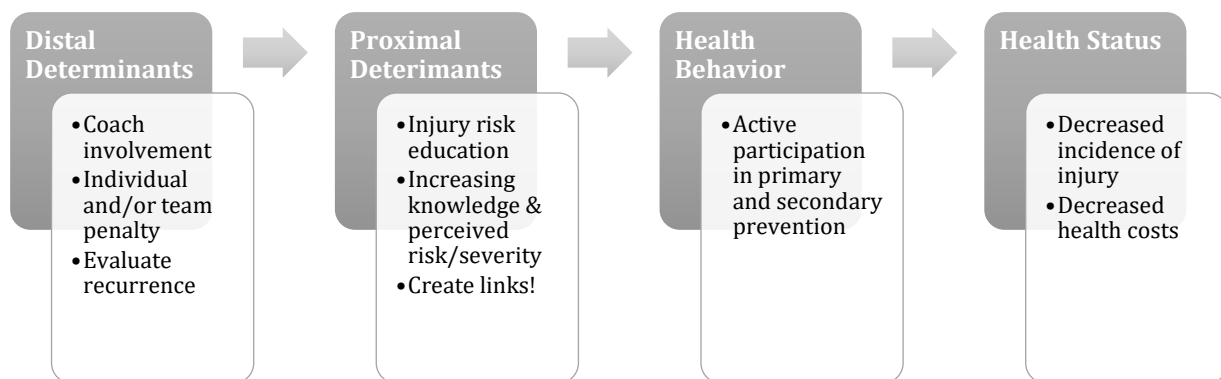 Distal
Determinants
•Coach
involvement
•Individual
and/or team
penalty
•Evaluate
recurrence
Proximal
Deterimants
•Injury risk
education
•Increasing
knowledge &
perceived
risk/severity
•Create links!
Health
Behavior
•Active
participation
in primary
and secondary
prevention
Health Status
•Decreased
incidence of
injury
•Decreased
health costs